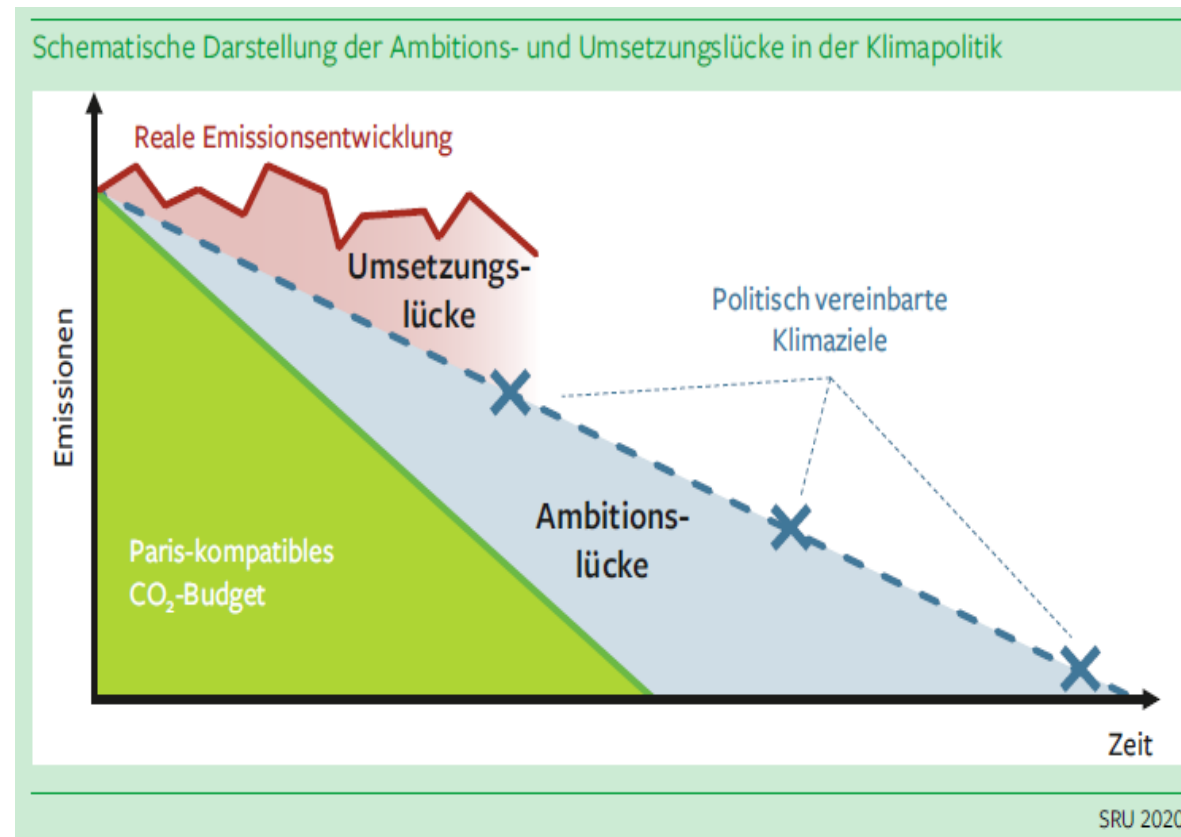 Schematische Darstellung der Ambitions- und Umsetzungslücke in der Klimapolitik
Reale Emissionsentwicklung
Umsetzungs-
lücke
Politisch vereinbarte
Klimaziele
Emissionen
Ambitions-
lücke
Paris-kompatibles
CO₂-Budget
Zeit
SRU 2020